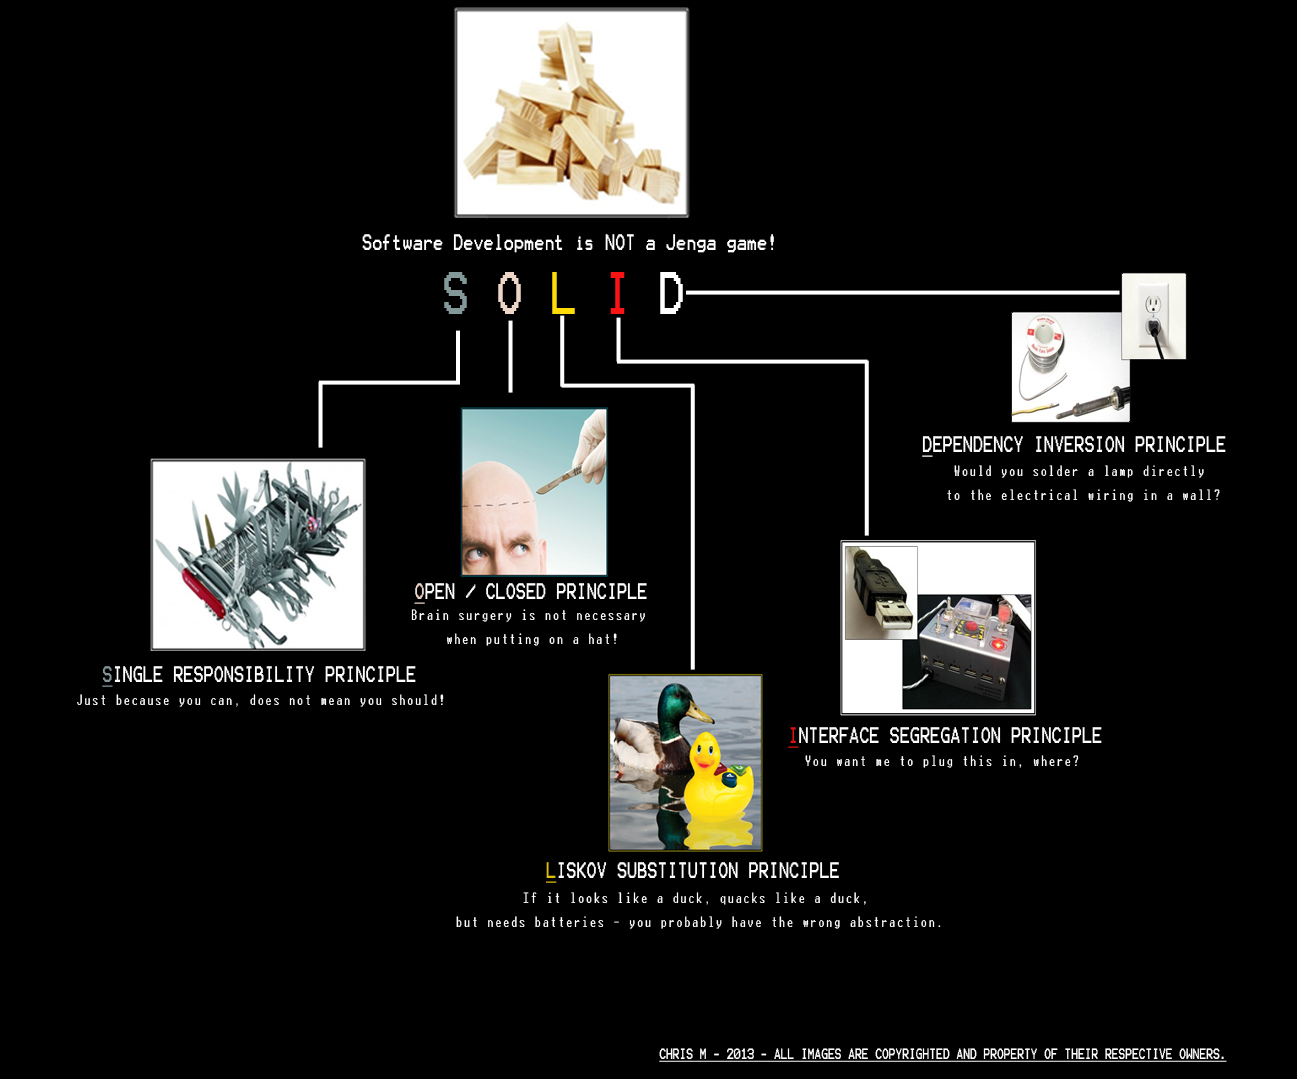 Software Development is NOT a Jenga game!
S O L I D
DEPENDENCY INVERSION PRINCIPLE
Would you solder a lamp directly
to the electrical wiring in a wall?
OPEN / CLOSED PRINCIPLE
Brain surgery is not necessary
when putting on a hat!
SINGLE RESPONSIBILITY PRINCIPLE
Just because you can, does not mean you should!
INTERFACE SEGREGATION PRINCIPLE
You want me to plug this in, where?
LISKOV SUBSTITUTION PRINCIPLE
If it looks like a duck, quacks like a duck,
but needs batteries - you probably have the wrong abstraction.
CHRIS M - 2013 - ALL IMAGES ARE COPYRIGHTED AND PROPERTY OF THEIR RESPECTIVE OWNERS.